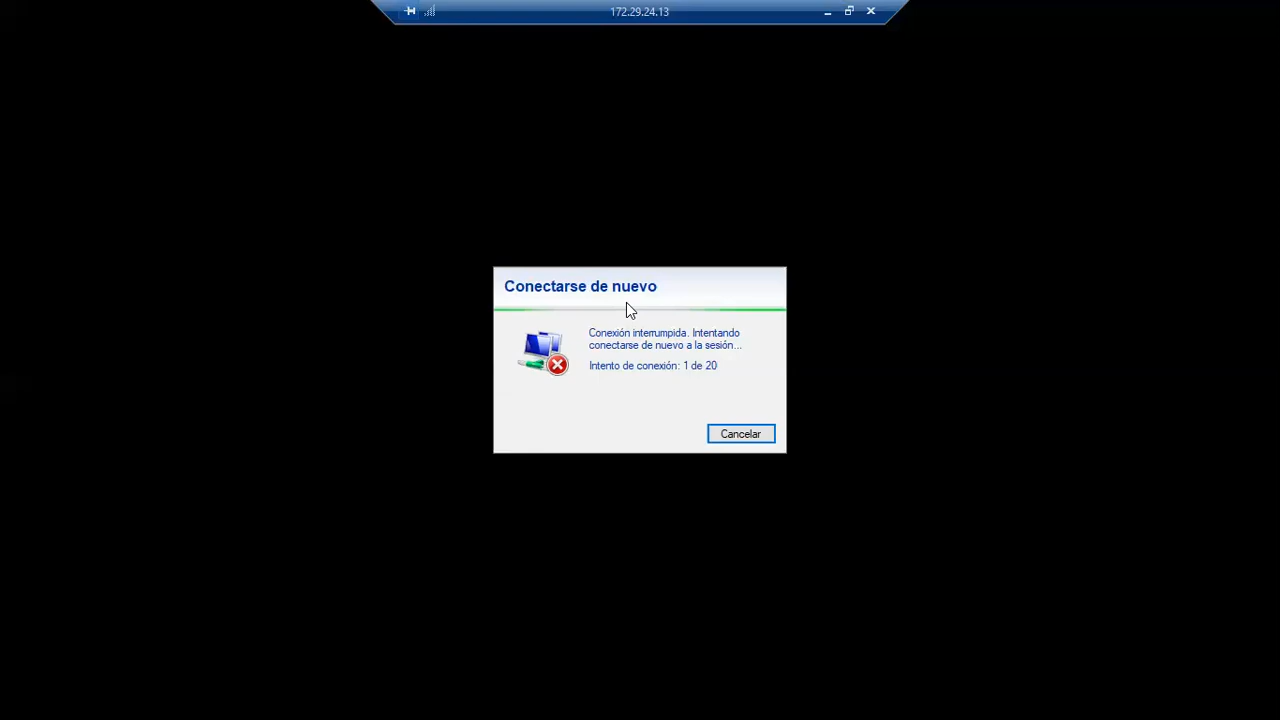 172.29.24.13
Conectarse de nuevo
Conexión interrumpida. Intentando
conectarse de nuevo a la sesión...
Intento de conexión: 1 de 20
Cancelar